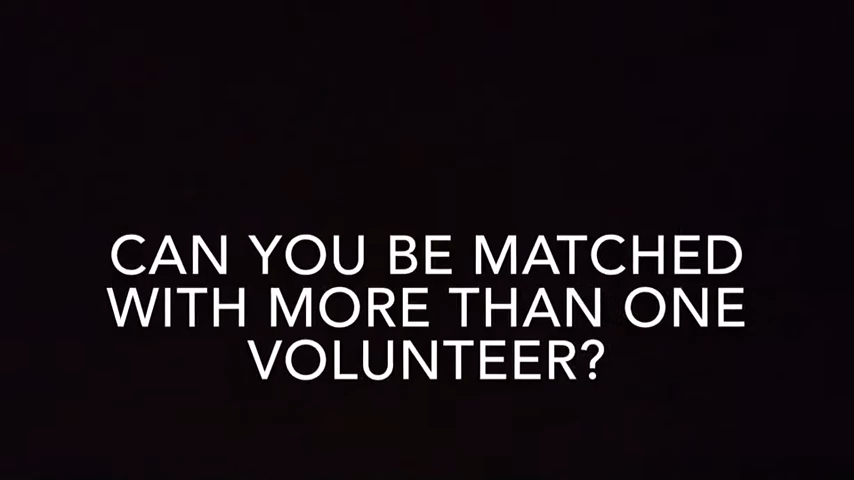 CAN YOU BE MATCHED
WITH MORE THAN ONE
VOLUNTEER?